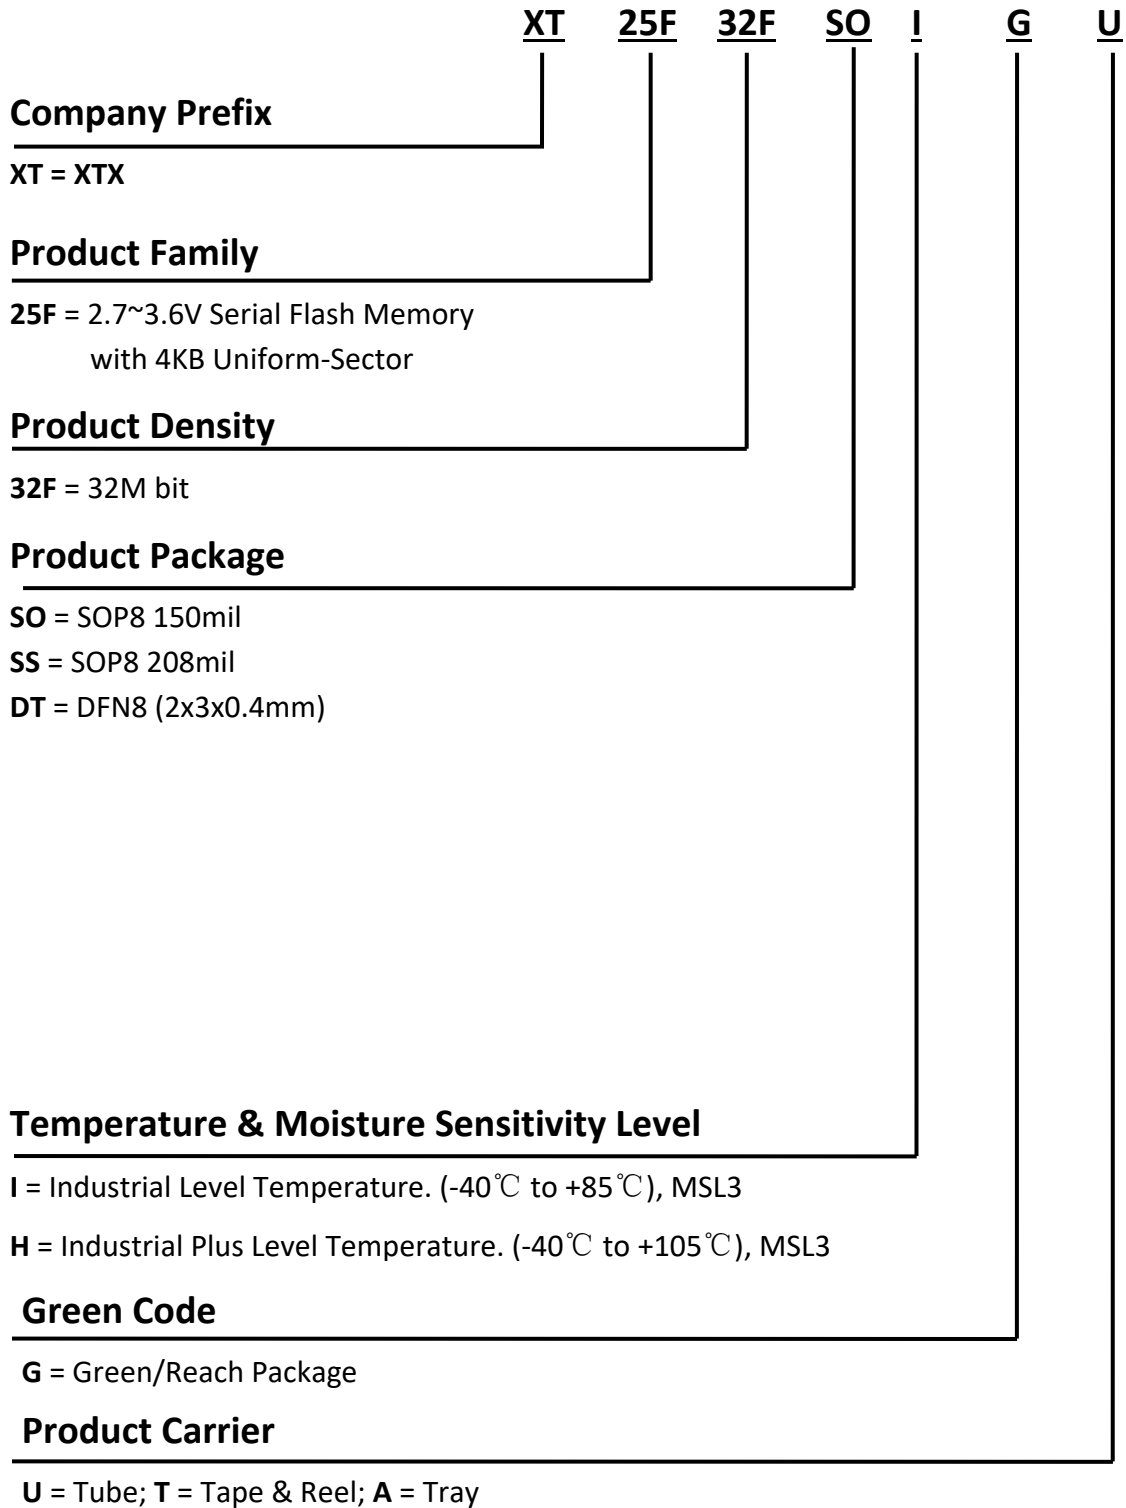 XT 25F 32F SO I G U
Company Prefix
XT = XTX
Product Family
25F = 2.7~3.6V Serial Flash Memory
with 4KB Uniform-Sector
Product Density
32F = 32M bit
Product Package
SO = SOP8 150mil
SS = SOP8 208mil
DT = DFN8 (2x3x0.4mm)
Temperature & Moisture Sensitivity Level
I = Industrial Level Temperature. (-40℃ to +85℃), MSL3
H = Industrial Plus Level Temperature. (-40℃ to +105℃), MSL3
Green Code
G = Green/Reach Package
Product Carrier
U = Tube; T = Tape & Reel; A = Tray